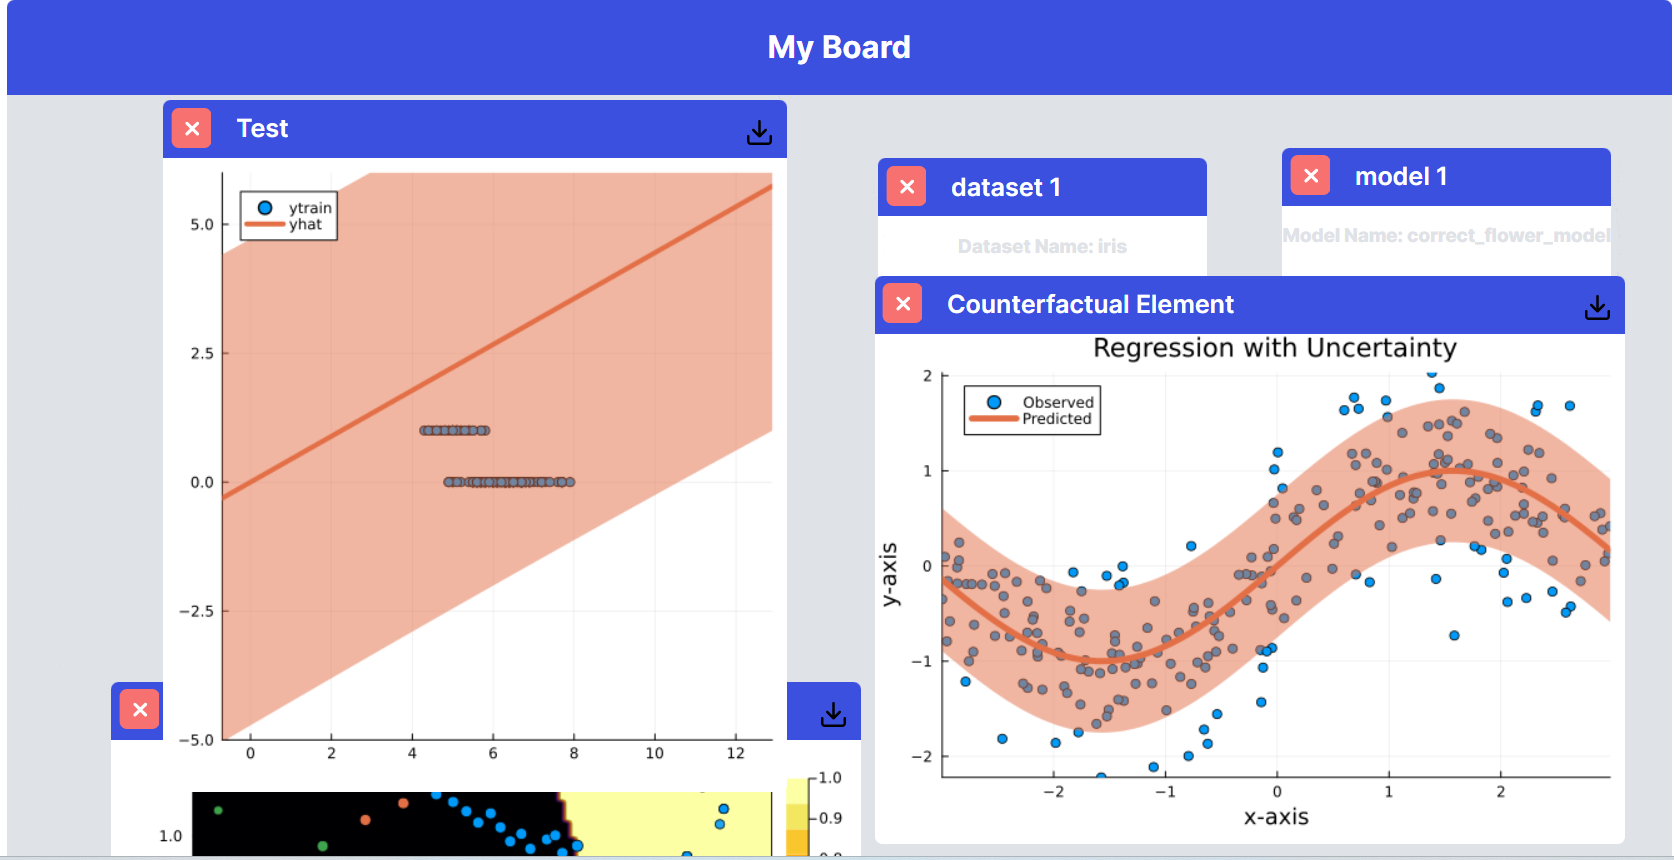 My Board
Test
ytrain
yhat
5.0
2.5
0.0
−2.5
−5.0
0 2 4 6 8 10 12
dataset 1
Dataset Name: iris
model 1
Model Name: correct_flower_model
Counterfactual Element
Regression with Uncertainty
Observed
Predicted
y-axis
2
1
0
−1
−2
−2 −1 0 1 2
x-axis
1.0
1.0
0.9